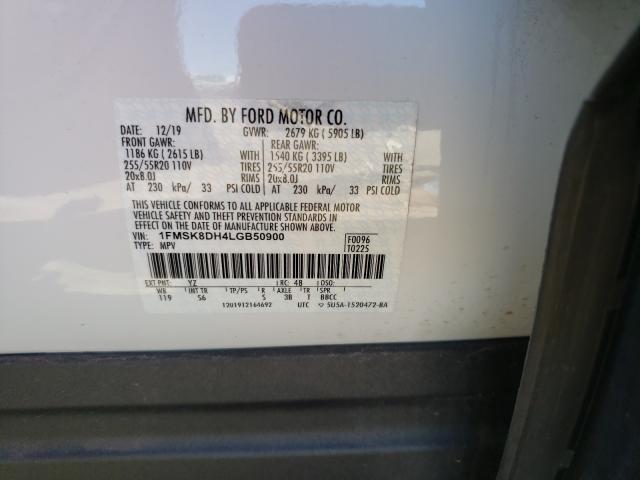 MFD. BY FORD MOTOR CO.
DATE: 12/19 GVWR: 2679 KG ( 5905 LB)
FRONT GAWR: REAR GAWR:
1186 KG ( 2615 LB) WITH 1540 KG ( 3395 LB) WITH
255/55R20 110V TIRES 255/55R20 110V TIRES
20x8.0J RIMS 20x8.0J RIMS
AT 230 kPa/ 33 PSI COLD AT 230 kPa/ 33 PSI COLD
THIS VEHICLE CONFORMS TO ALL APPLICABLE FEDERAL MOTOR
VEHICLE SAFETY AND THEFT PREVENTION STANDARDS IN
EFFECT ON THE DATE OF MANUFACTURE SHOWN ABOVE.
VIN: 1FMSK8DH4LGB50900 F0096
TYPE: MPV T0225
EXT PNT: YZ RC: 48 DSO:
WB INT TR TP/PS R AXLE TR SPR
119 S6 S 3B T BBCC
12U1912164692 UTC 5U5A-1520472-BA